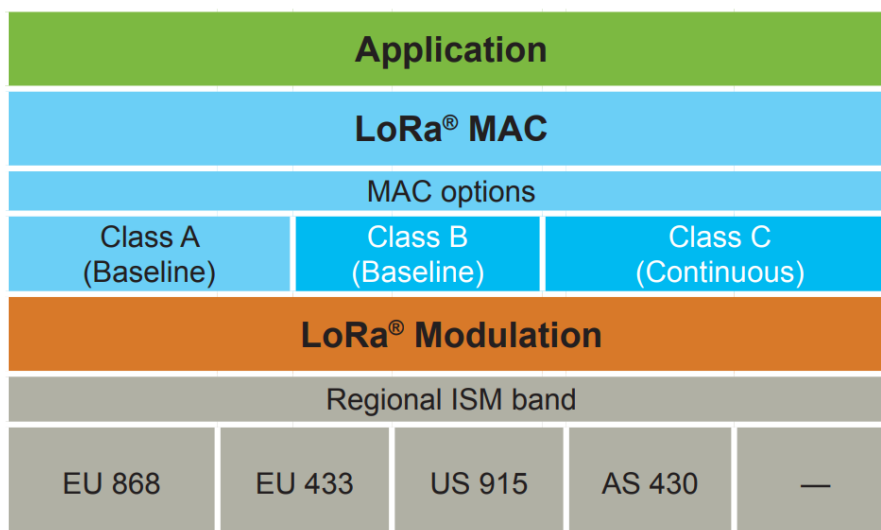 Application
LoRa® MAC
MAC options
Class A
(Baseline)
Class B
(Baseline)
Class C
(Continuous)
LoRa® Modulation
Regional ISM band
EU 868
EU 433
US 915
AS 430
—